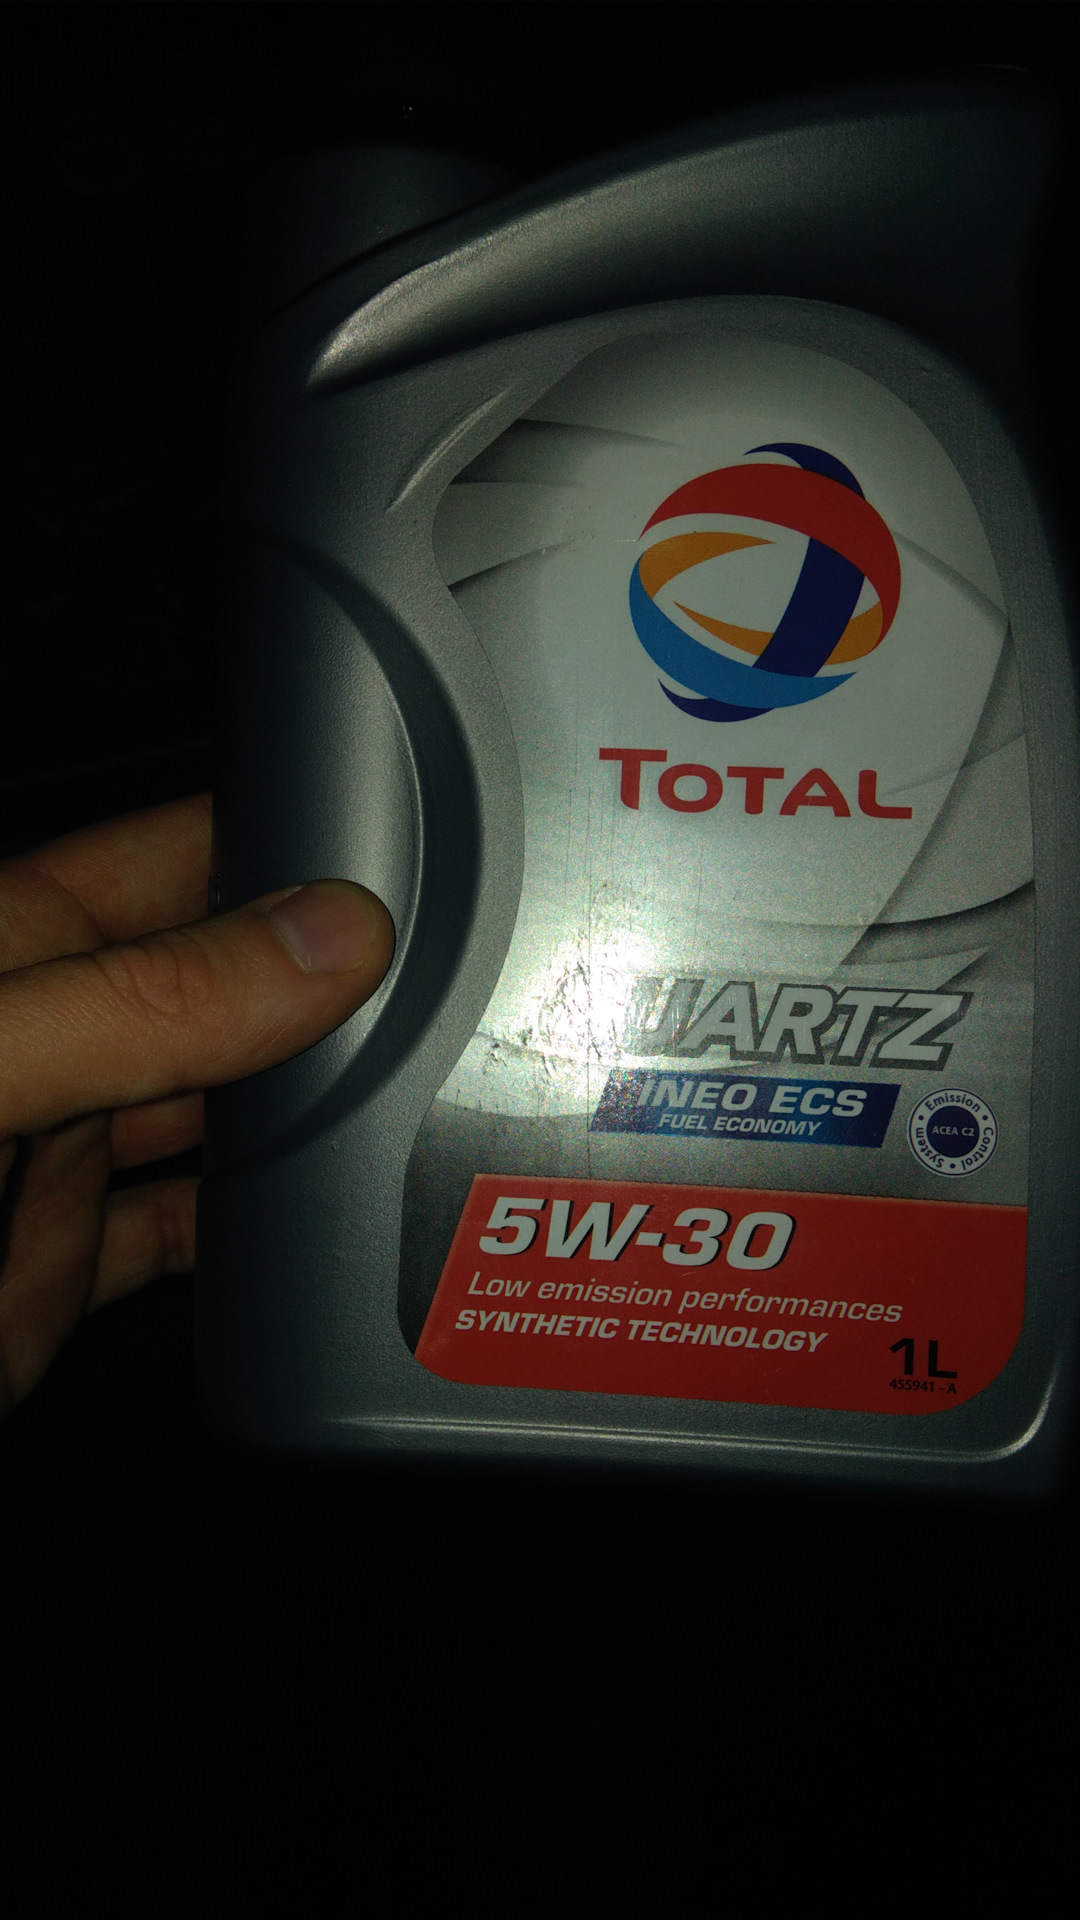 TOTAL
QUARTZ
INEO ECS
FUEL ECONOMY
Emission Control System
ACEA C2
5W-30
Low emission performances
SYNTHETIC TECHNOLOGY
1L
455941 - A